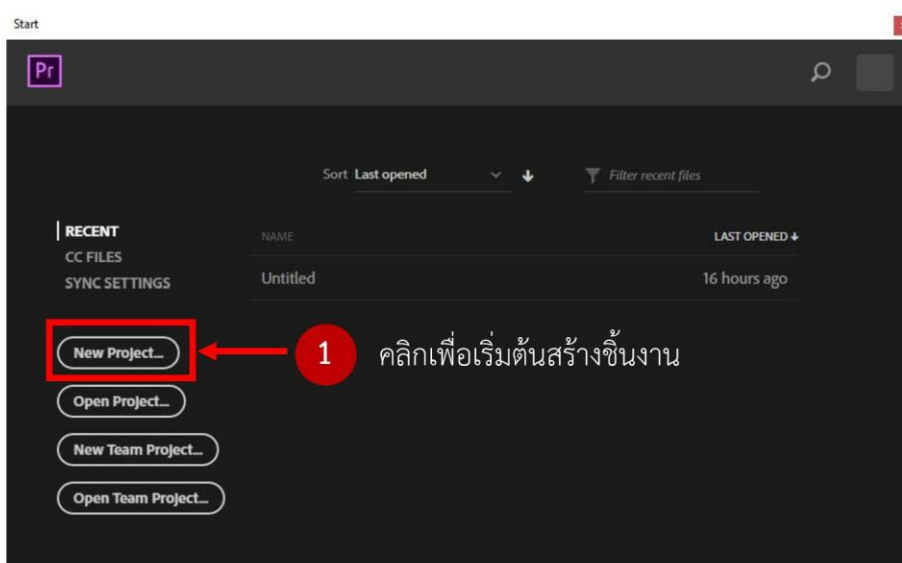 Start
Pr
Sort Last opened
Filter recent files
RECENT
CC FILES
SYNC SETTINGS
NAME
LAST OPENED
Untitled
16 hours ago
New Project...
1
คลิกเพื่อเริ่มต้นสร้างชิ้นงาน
Open Project...
New Team Project...
Open Team Project...